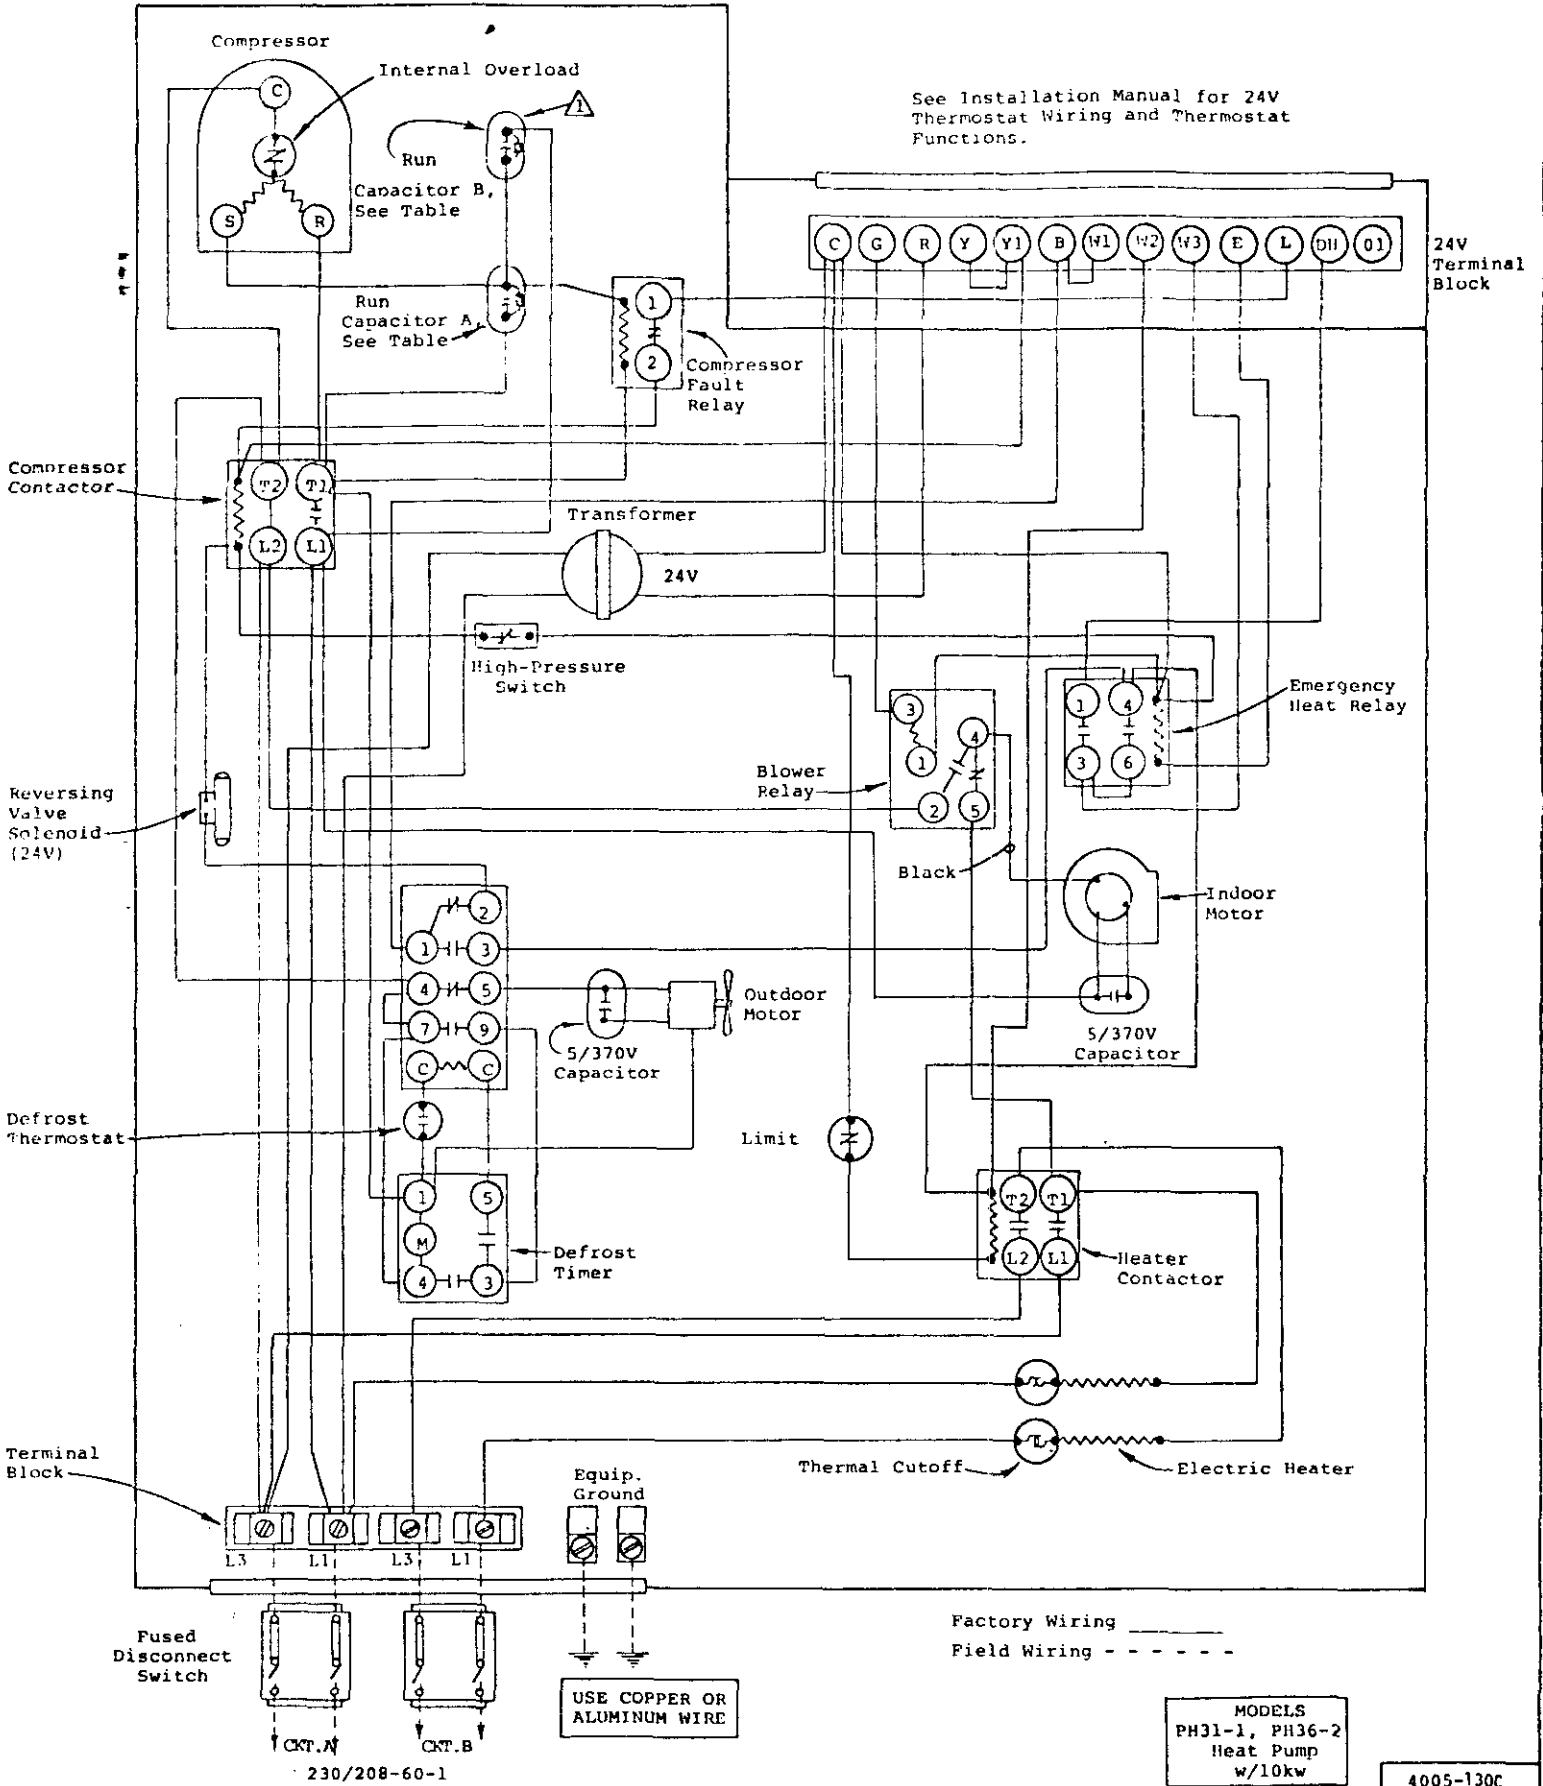 Compressor
Internal Overload
C
S
R
1
Run
Capacitor B,
See Table
Run
Capacitor A,
See Table
See Installation Manual for 24V
Thermostat Wiring and Thermostat
Functions.
C G R Y Y1 B W1 W2 W3 E L DH O1
24V
Terminal
Block
1
2
Compressor
Fault
Relay
Compressor
Contactor
T2 T1
L2 L1
Transformer
24V
High-Pressure
Switch
Emergency
Heat Relay
1 4
3 6
Blower
Relay
3
4
1
2 5
Black
Indoor
Motor
5/370V
Capacitor
Reversing
Valve
Solenoid
(24V)
2
1 3
4 5
7 9
C C
Outdoor
Motor
5/370V
Capacitor
Defrost
Thermostat
1 5
M
4 3
Defrost
Timer
Limit
T2 T1
L2 L1
Heater
Contactor
Thermal Cutoff
Electric Heater
Terminal
Block
Equip.
Ground
L3 L1 L3 L1
Fused
Disconnect
Switch
CKT.A CKT.B
230/208-60-1
USE COPPER OR
ALUMINUM WIRE
Factory Wiring
Field Wiring
MODELS
PH31-1, PH36-2
Heat Pump
w/10kw
4005-130C